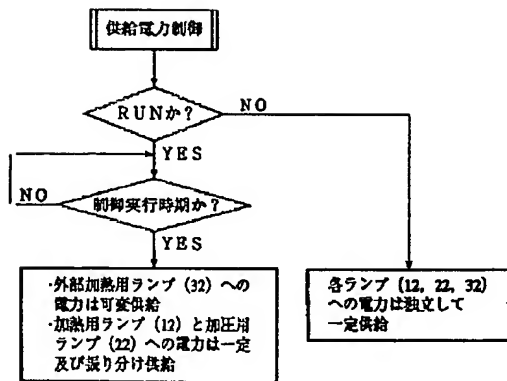 供給電力制御
RUNか？
NO
YES
NO
制御実行時期か？
YES
・外部加熱用ランプ（32）への
電力は可変供給
・加熱用ランプ（12）と加圧用
ランプ（22）への電力は一定
及び振り分け供給
各ランプ（12，22，32）
への電力は独立して
一定供給